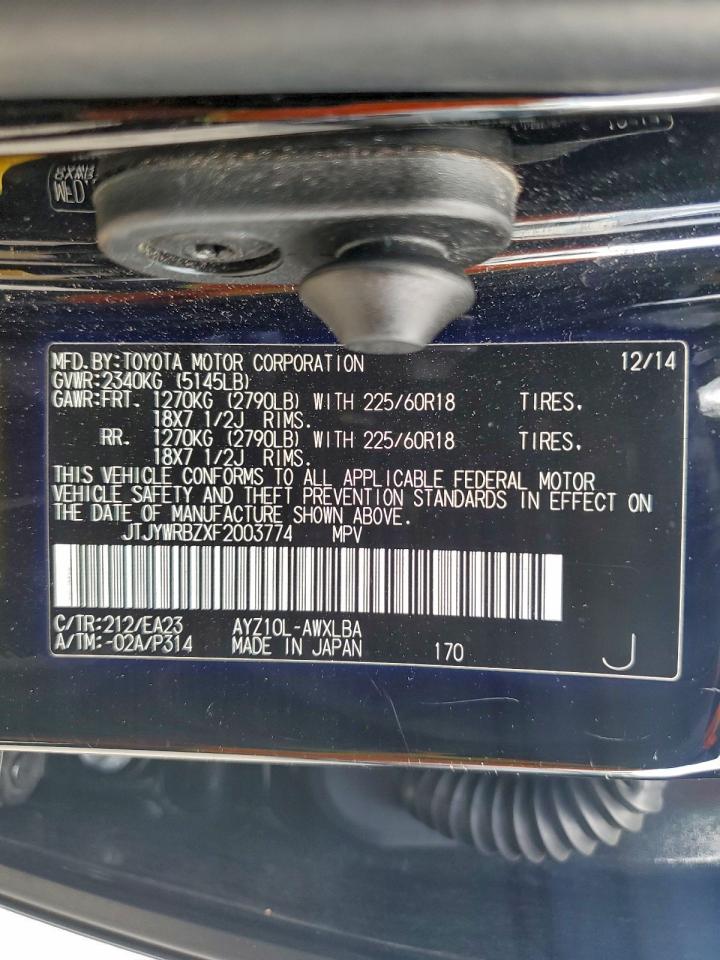 MFD.BY:TOYOTA MOTOR CORPORATION 12/14
GVWR:2340KG (5145LB)
GAWR:FRT. 1270KG (2790LB) WITH 225/60R18 TIRES,
18X7 1/2J RIMS.
RR. 1270KG (2790LB) WITH 225/60R18 TIRES,
18X7 1/2J RIMS.
THIS VEHICLE CONFORMS TO ALL APPLICABLE FEDERAL MOTOR
VEHICLE SAFETY AND THEFT PREVENTION STANDARDS IN EFFECT ON
THE DATE OF MANUFACTURE SHOWN ABOVE.
JTJYWRBZXF2003774 MPV
C/TR:212/EA23 AYZ10L-AWXLBA
A/TM:-02A/P314 MADE IN JAPAN 170 J